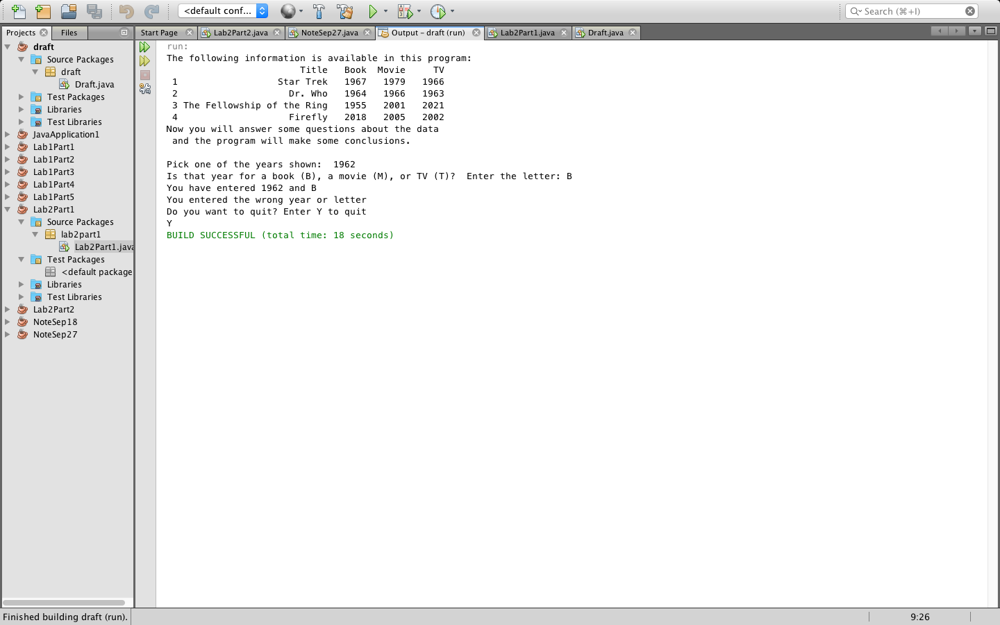 <default conf...
Search (⌘+I)
Projects
Files
Start Page
Lab2Part2.java
NoteSep27.java
Output – draft (run)
Lab2Part1.java
Draft.java
draft
Source Packages
draft
Draft.java
Test Packages
Libraries
Test Libraries
JavaApplication1
Lab1Part1
Lab1Part2
Lab1Part3
Lab1Part4
Lab1Part5
Lab2Part1
Source Packages
lab2part1
Lab2Part1.java
Test Packages
<default package
Libraries
Test Libraries
Lab2Part2
NoteSep18
NoteSep27
run:
The following information is available in this program:
Title Book Movie TV
1 Star Trek 1967 1979 1966
2 Dr. Who 1964 1966 1963
3 The Fellowship of the Ring 1955 2001 2021
4 Firefly 2018 2005 2002
Now you will answer some questions about the data
and the program will make some conclusions.
Pick one of the years shown: 1962
Is that year for a book (B), a movie (M), or TV (T)? Enter the letter: B
You have entered 1962 and B
You entered the wrong year or letter
Do you want to quit? Enter Y to quit
Y
BUILD SUCCESSFUL (total time: 18 seconds)
Finished building draft (run).
9:26